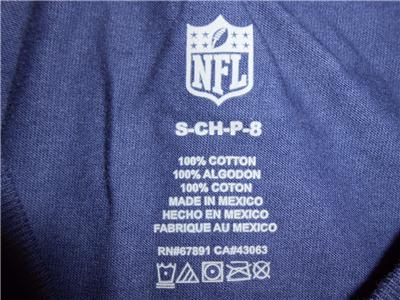 NFL
S-CH-P-8
100% COTTON
100% ALGODON
100% COTON
MADE IN MEXICO
HECHO EN MEXICO
FABRIQUE AU MEXICO
RN#67891 CA#43063